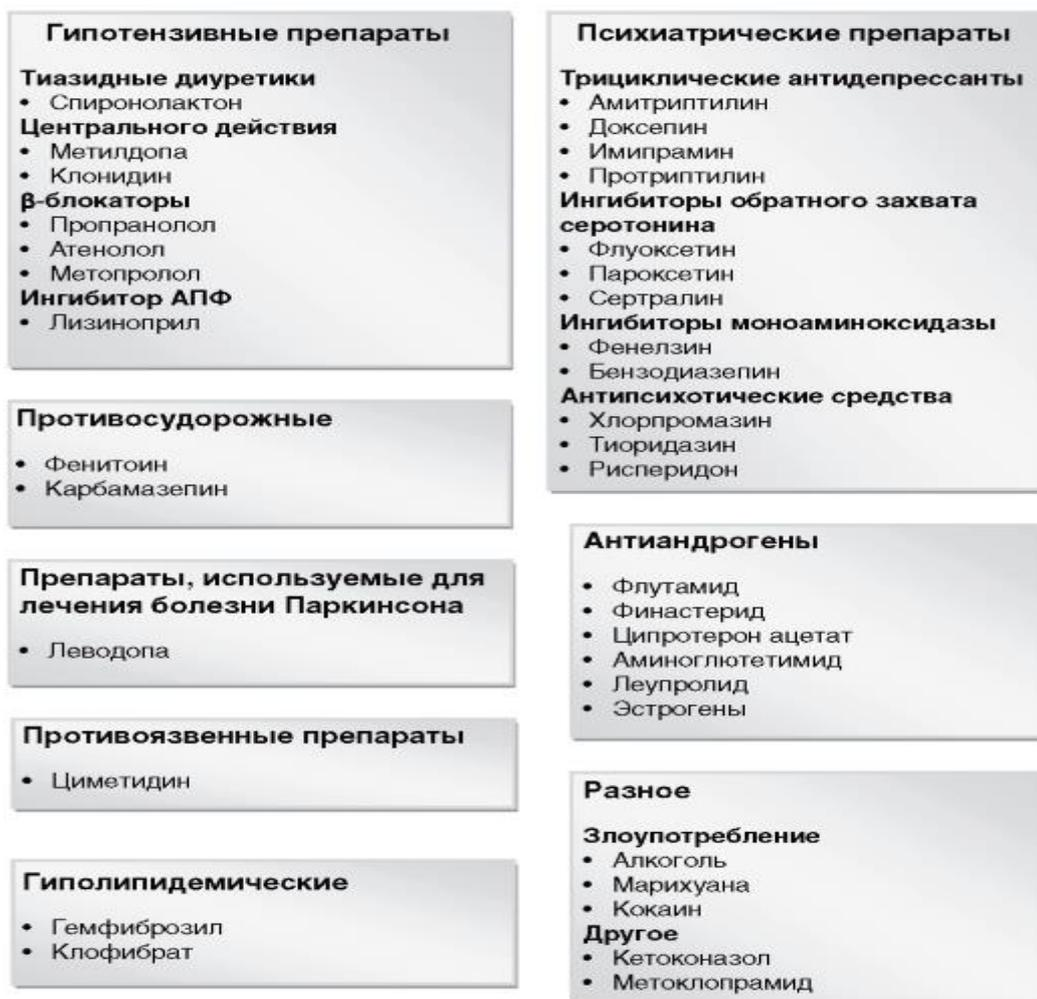 Гипотензивные препараты
Тиазидные диуретики
• Спиронолактон
Центрального действия
• Метилдопа
• Клонидин
β-блокаторы
• Пропранолол
• Атенолол
• Метопролол
Ингибитор АПФ
• Лизиноприл
Противосудорожные
• Фенитоин
• Карбамазепин
Препараты, используемые для
лечения болезни Паркинсона
• Леводопа
Противоязвенные препараты
• Циметидин
Гиполипидемические
• Гемфиброзил
• Клофибрат
Психиатрические препараты
Трициклические антидепрессанты
• Амитриптилин
• Доксепин
• Имипрамин
• Протриптилин
Ингибиторы обратного захвата
серотонина
• Флуоксетин
• Пароксетин
• Сертралин
Ингибиторы моноаминоксидазы
• Фенелзин
• Бензодиазепин
Антипсихотические средства
• Хлорпромазин
• Тиоридазин
• Рисперидон
Антиандрогены
• Флутамид
• Финастерид
• Ципротерон ацетат
• Аминоглютетимид
• Леупролид
• Эстрогены
Разное
Злоупотребление
• Алкоголь
• Марихуана
• Кокаин
Другое
• Кетоконазол
• Метоклопрамид